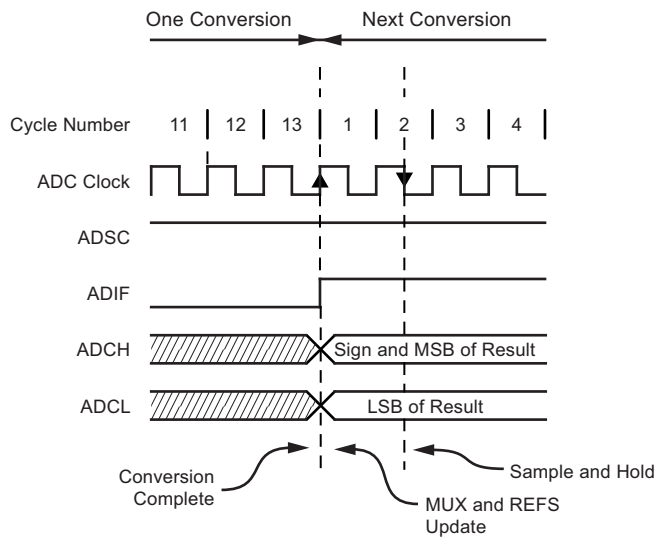 One Conversion Next Conversion
Cycle Number 11 12 13 1 2 3 4
ADC Clock
ADSC
ADIF
ADCH Sign and MSB of Result
ADCL LSB of Result
Conversion
Complete
MUX and REFS
Update
Sample and Hold